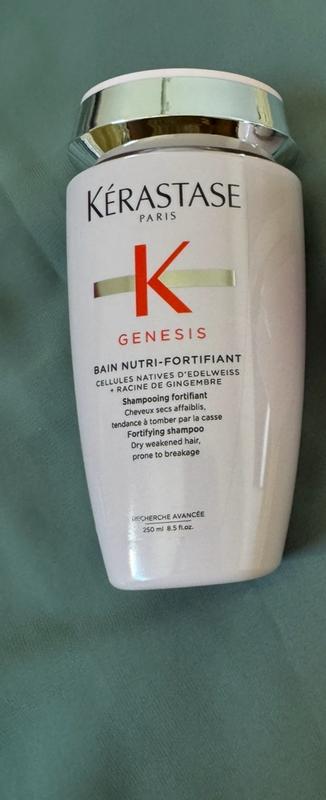 KÉRASTASE
PARIS
K
GENESIS
BAIN NUTRI-FORTIFIANT
CELLULES NATIVES D'EDELWEISS
+ RACINE DE GINGEMBRE
Shampooing fortifiant
Cheveux secs affaiblis,
tendance à tomber par la casse
Fortifying shampoo
Dry weakened hair,
prone to breakage
RECHERCHE AVANCÉE
250 ml 8.5 fl.oz.